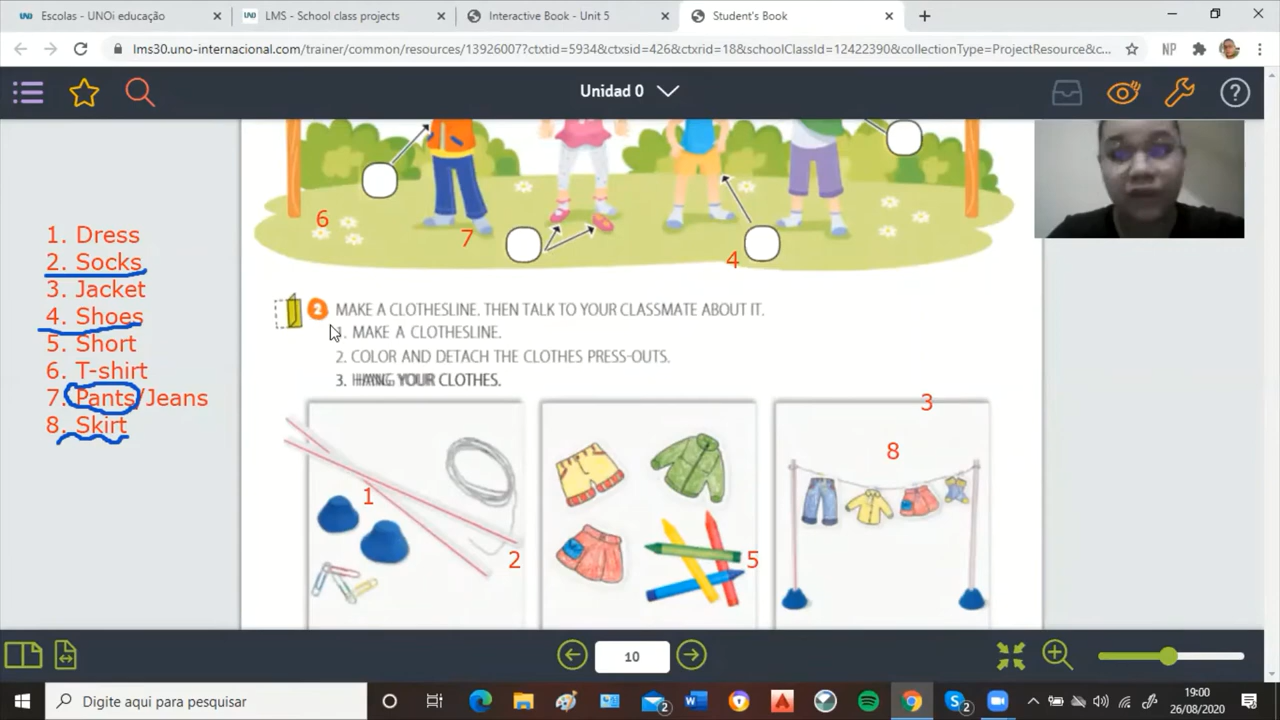 Escolas - UNOi educação
LMS - School class projects
Interactive Book - Unit 5
Student's Book
lms30.uno-internacional.com/trainer/common/resources/13926007?ctxtid=5934&ctxsid=426&ctxrid=18&schoolClassId=12422390&collectionType=ProjectResource&c...
NP
Unidad 0
1. Dress
2. Socks
3. Jacket
4. Shoes
5. Short
6. T-shirt
7. Pants/Jeans
8. Skirt
6
7
4
2 MAKE A CLOTHESLINE. THEN TALK TO YOUR CLASSMATE ABOUT IT.
1. MAKE A CLOTHESLINE.
2. COLOR AND DETACH THE CLOTHES PRESS-OUTS.
3. HANG YOUR CLOTHES.
3
8
1
2
5
10
Digite aqui para pesquisar
2
2
19:00
26/08/2020